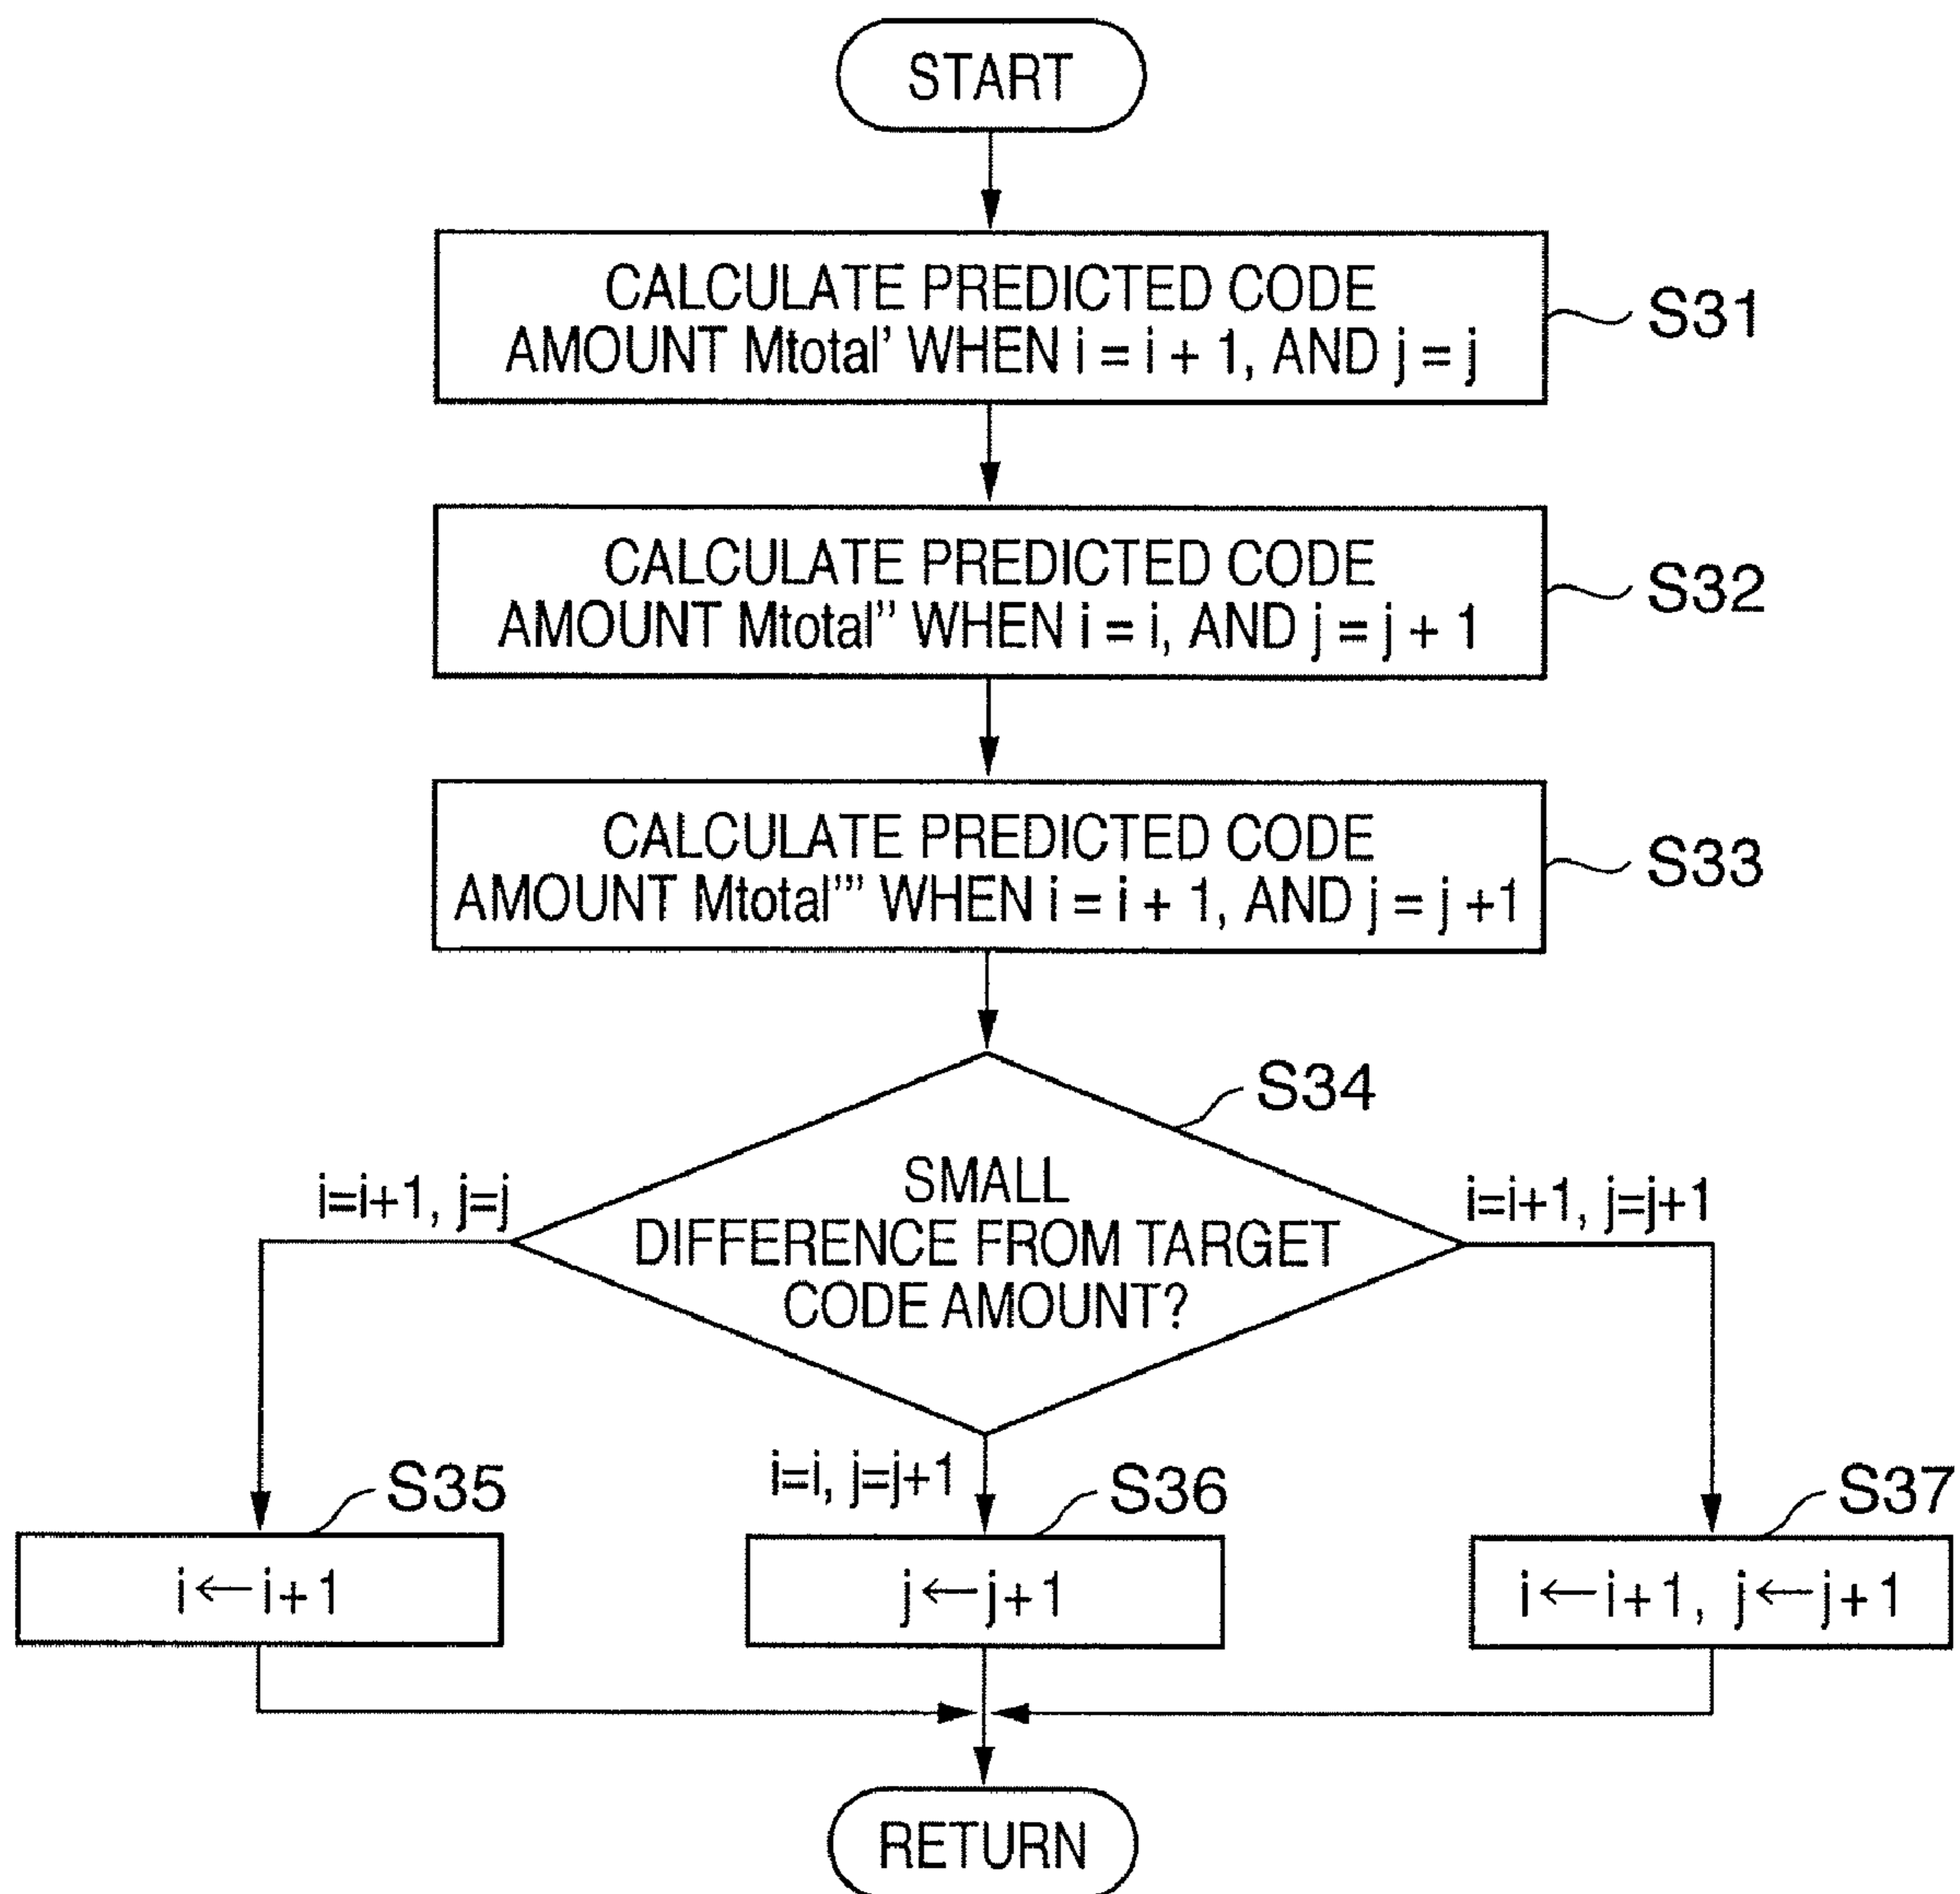 START
CALCULATE PREDICTED CODE
AMOUNT Mtotal' WHEN i = i + 1, AND j = j
S31
CALCULATE PREDICTED CODE
AMOUNT Mtotal'' WHEN i = i, AND j = j + 1
S32
CALCULATE PREDICTED CODE
AMOUNT Mtotal''' WHEN i = i + 1, AND j = j +1
S33
S34
SMALL
DIFFERENCE FROM TARGET
CODE AMOUNT?
i=i+1, j=j
i=i+1, j=j+1
i=i, j=j+1
S35
i←i+1
S36
j←j+1
S37
i←i+1, j←j+1
RETURN